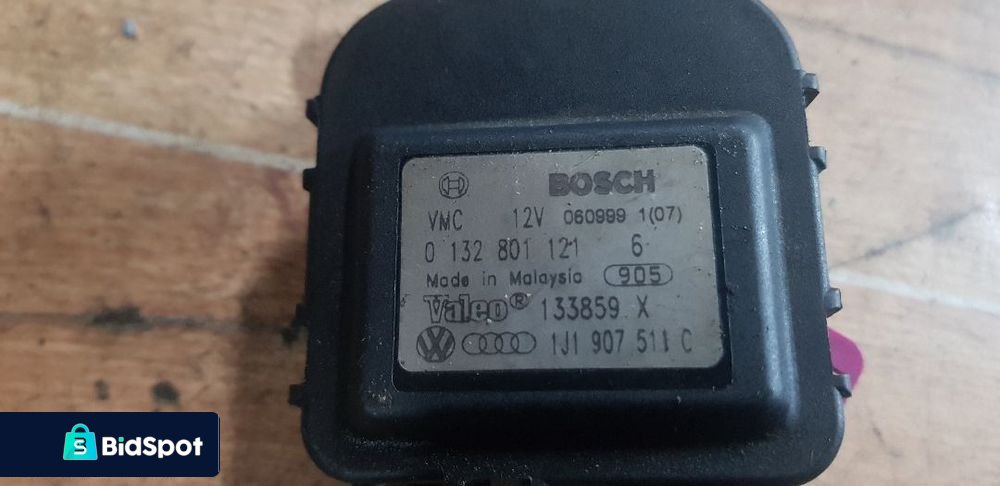 BOSCH
VMC 12V 060999 1(07)
0 132 801 121 6
Made in Malaysia 905
Valeo® 133859 X
1J1 907 511 C
S BidSpot